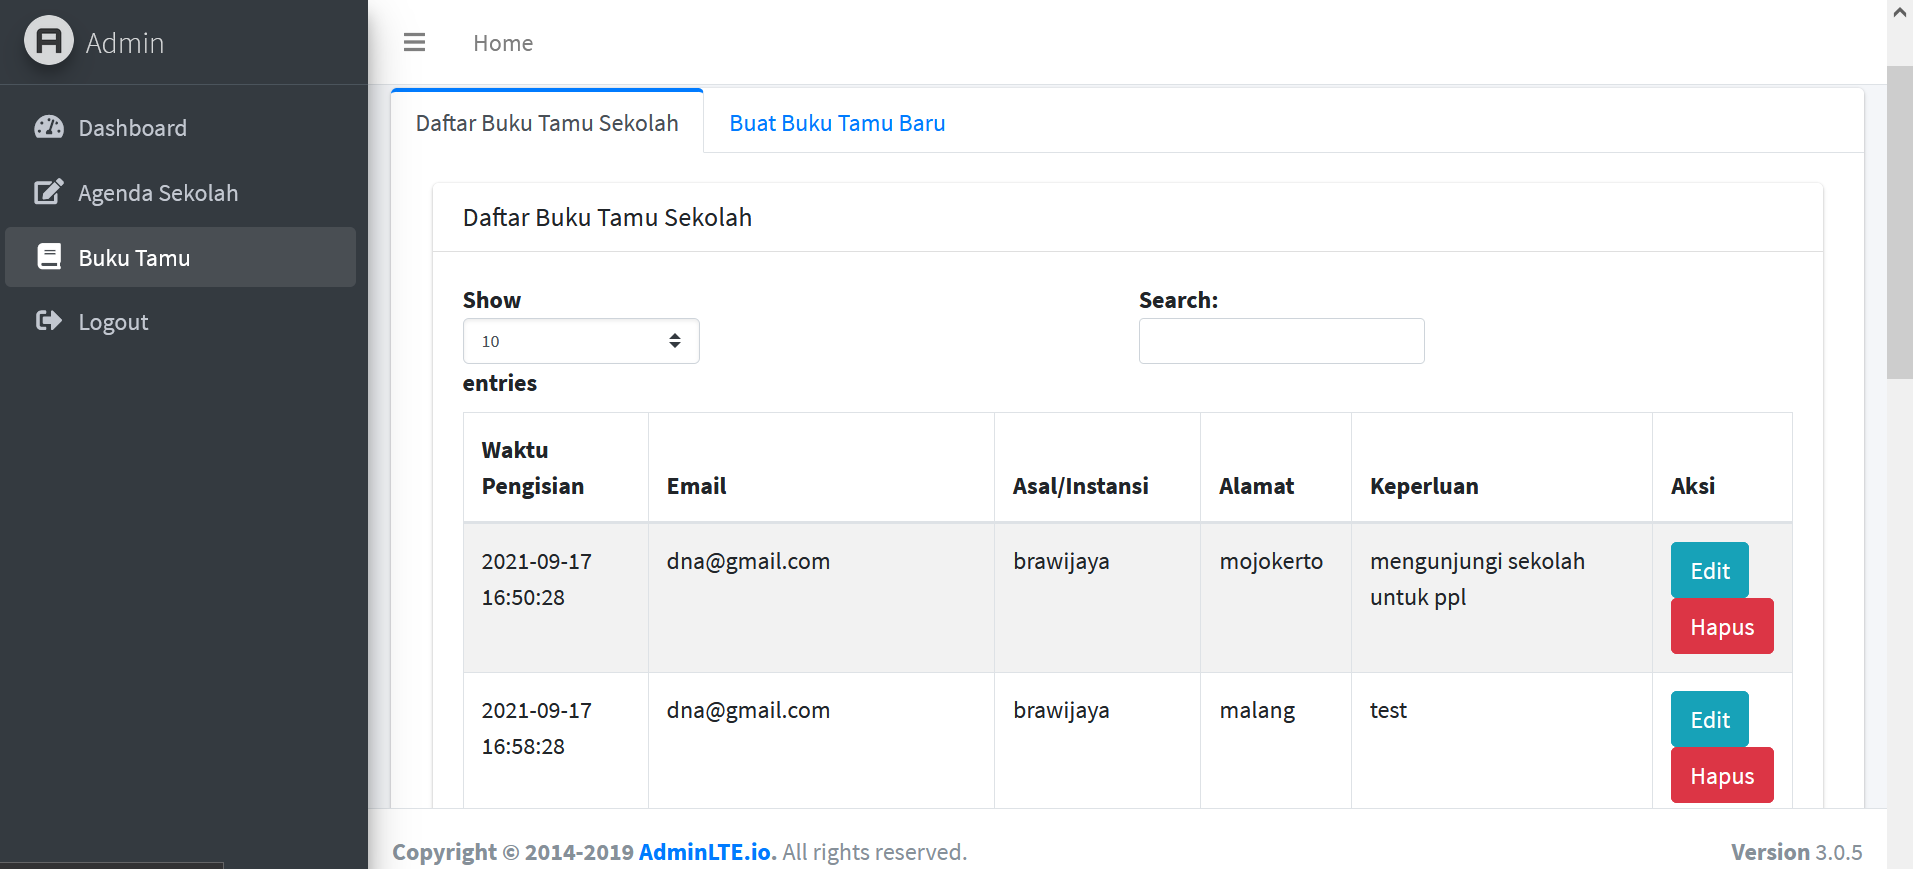 Admin
Home
Dashboard
Agenda Sekolah
Buku Tamu
Logout
Daftar Buku Tamu Sekolah
Buat Buku Tamu Baru
Daftar Buku Tamu Sekolah
Show
10
entries
Search:
Waktu
Pengisian
Email
Asal/Instansi
Alamat
Keperluan
Aksi
2021-09-17
16:50:28
dna@gmail.com
brawijaya
mojokerto
mengunjungi sekolah
untuk ppl
Edit
Hapus
2021-09-17
16:58:28
dna@gmail.com
brawijaya
malang
test
Edit
Hapus
Copyright © 2014-2019 AdminLTE.io. All rights reserved.
Version 3.0.5